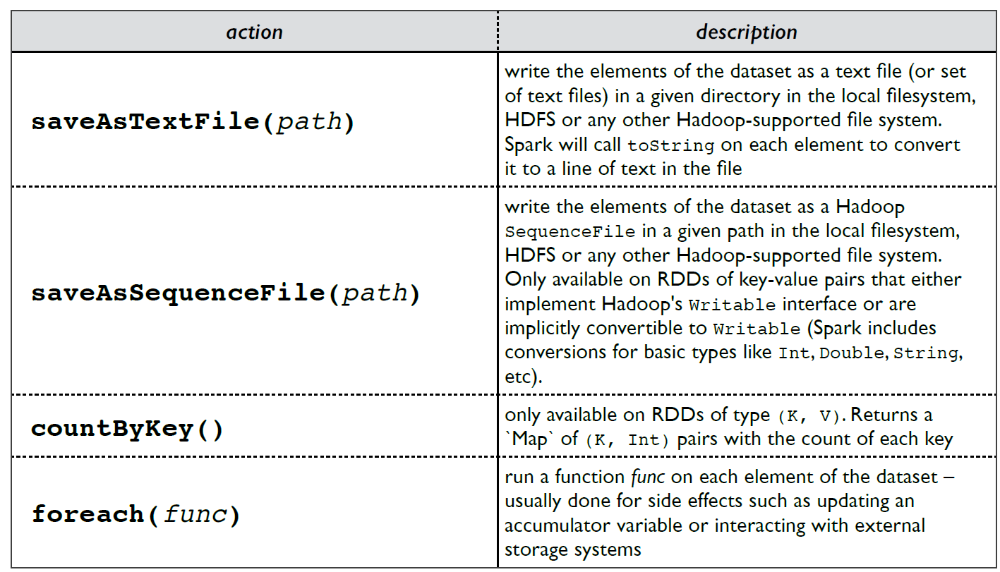 action
description
saveAsTextFile(path)
write the elements of the dataset as a text file (or set
of text files) in a given directory in the local filesystem,
HDFS or any other Hadoop-supported file system.
Spark will call toString on each element to convert
it to a line of text in the file
saveAsSequenceFile(path)
write the elements of the dataset as a Hadoop
SequenceFile in a given path in the local filesystem,
HDFS or any other Hadoop-supported file system.
Only available on RDDs of key-value pairs that either
implement Hadoop's Writable interface or are
implicitly convertible to Writable (Spark includes
conversions for basic types like Int, Double, String,
etc).
countByKey()
only available on RDDs of type (K, V). Returns a
`Map` of (K, Int) pairs with the count of each key
foreach(func)
run a function func on each element of the dataset –
usually done for side effects such as updating an
accumulator variable or interacting with external
storage systems